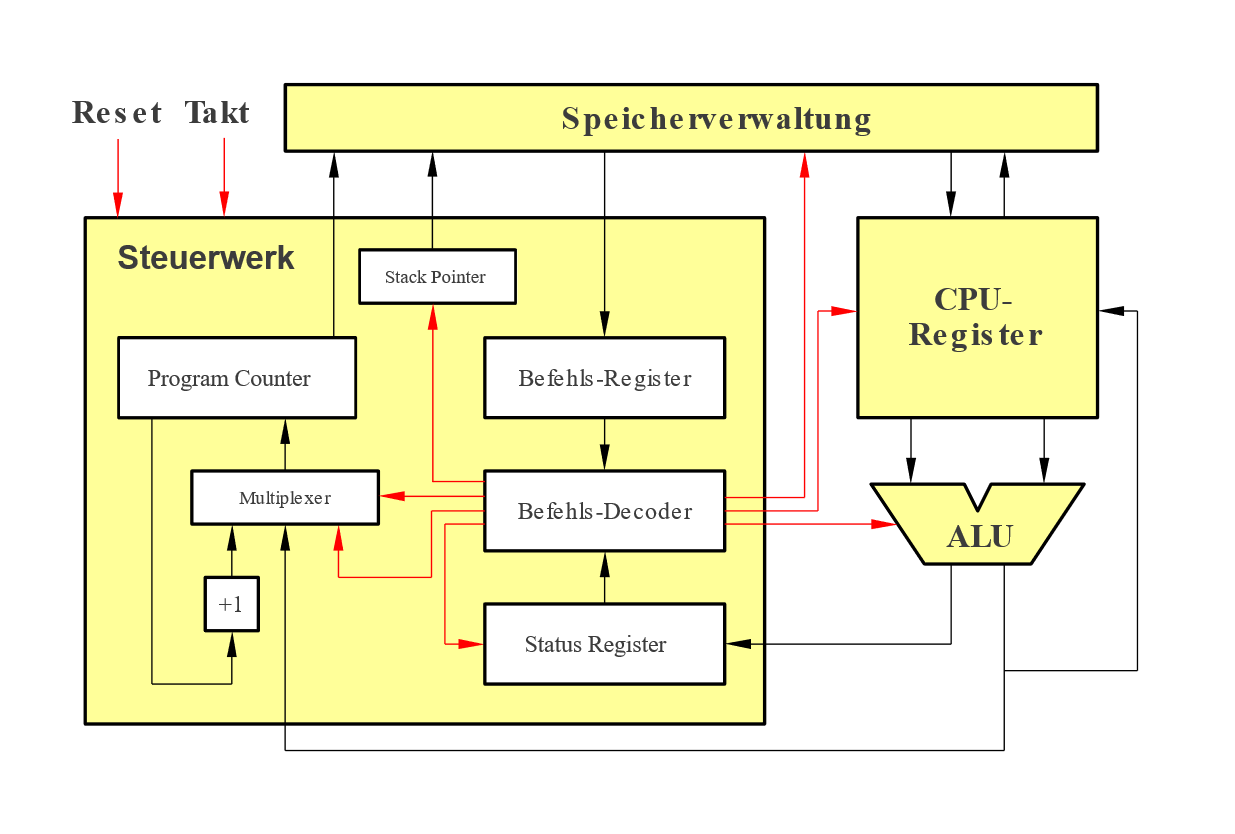 Reset Takt
Speicherverwaltung
Steuerwerk
Stack Pointer
CPU-
Register
Program Counter
Befehls-Register
Multiplexer
Befehls-Decoder
ALU
+1
Status Register